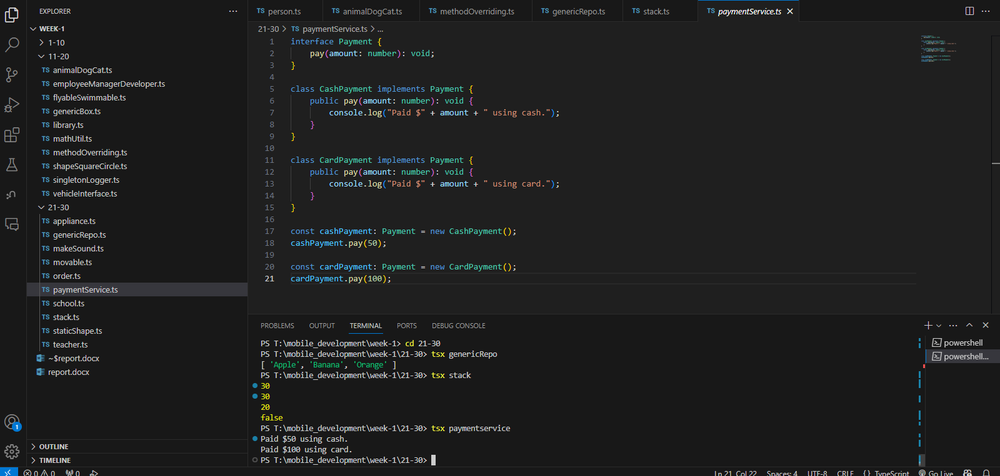 EXPLORER
WEEK-1
1-10
11-20
TS animalDogCat.ts
TS employeeManagerDeveloper.ts
TS flyableSwimmable.ts
TS genericBox.ts
TS library.ts
TS mathUtil.ts
TS methodOverriding.ts
TS shapeSquareCircle.ts
TS singletonLogger.ts
TS vehicleInterface.ts
21-30
TS appliance.ts
TS genericRepo.ts
TS makeSound.ts
TS movable.ts
TS order.ts
TS paymentService.ts
TS school.ts
TS stack.ts
TS staticShape.ts
TS teacher.ts
~$report.docx
report.docx
OUTLINE
TIMELINE
TS person.ts TS animalDogCat.ts TS methodOverriding.ts TS genericRepo.ts TS stack.ts TS paymentService.ts
21-30 > TS paymentService.ts > ...
1 interface Payment {
2     pay(amount: number): void;
3 }
4
5 class CashPayment implements Payment {
6     public pay(amount: number): void {
7         console.log("Paid $" + amount + " using cash.");
8     }
9 }
10
11 class CardPayment implements Payment {
12     public pay(amount: number): void {
13         console.log("Paid $" + amount + " using card.");
14     }
15 }
16
17 const cashPayment: Payment = new CashPayment();
18 cashPayment.pay(50);
19
20 const cardPayment: Payment = new CardPayment();
21 cardPayment.pay(100);
PROBLEMS OUTPUT TERMINAL PORTS DEBUG CONSOLE
PS T:\mobile_development\week-1> cd 21-30
PS T:\mobile_development\week-1\21-30> tsx genericRepo
[ 'Apple', 'Banana', 'Orange' ]
PS T:\mobile_development\week-1\21-30> tsx stack
30
30
20
false
PS T:\mobile_development\week-1\21-30> tsx paymentservice
Paid $50 using cash.
Paid $100 using card.
PS T:\mobile_development\week-1\21-30>
powershell
powershell...
1
0 0 0 Ln 21, Col 22 Spaces: 4 UTF-8 CRLF {} TypeScript Go Live